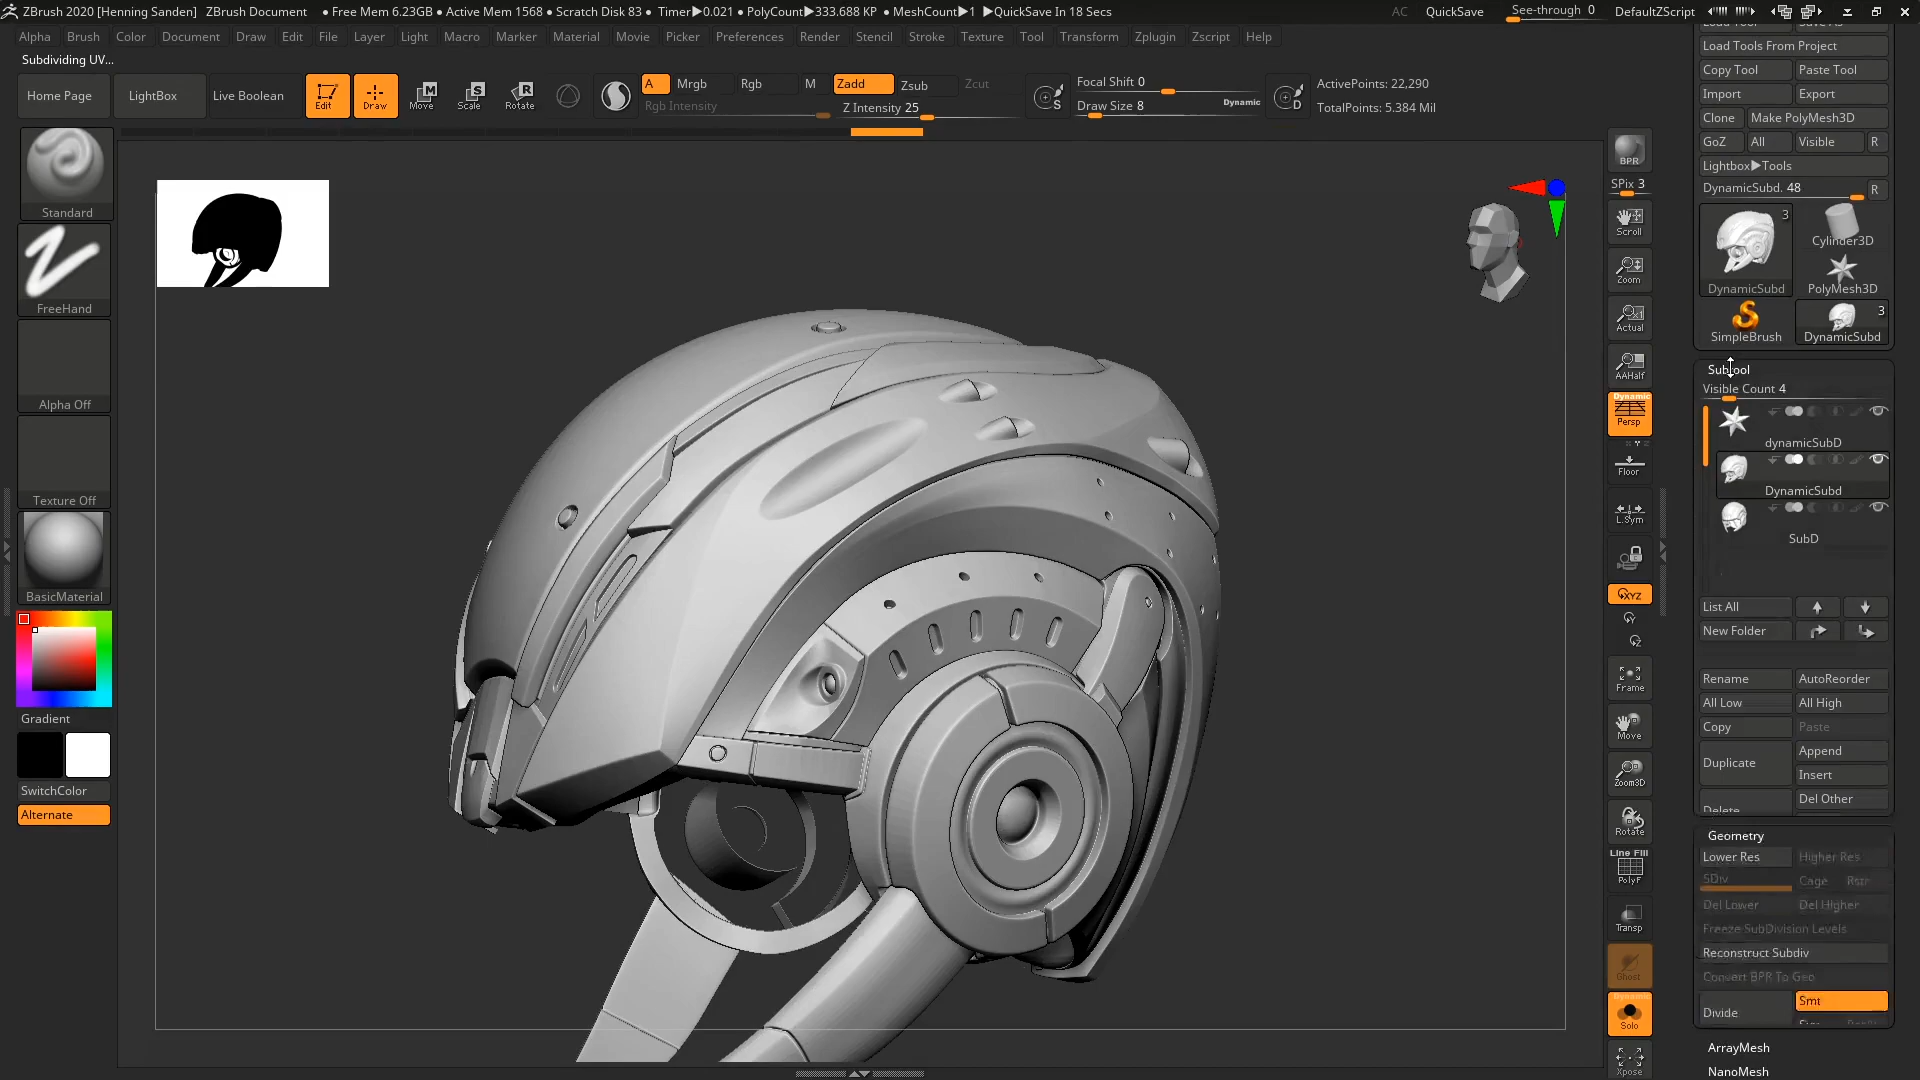 ZBrush 2020 [Henning Sanden] ZBrush Document • Free Mem 6.23GB • Active Mem 1568 • Scratch Disk 83 • Timer▶0.021 • PolyCount▶333.688 KP • MeshCount▶1 ▶QuickSave In 18 Secs AC QuickSave See-through 0 DefaultZScript
Alpha Brush Color Document Draw Edit File Layer Light Macro Marker Material Movie Picker Preferences Render Stencil Stroke Texture Tool Transform Zplugin Zscript Help
Subdividing UV...
Home Page LightBox Live Boolean Edit Draw Move Scale Rotate
A Mrgb Rgb M Zadd Zsub Zcut
Rgb Intensity Z Intensity 25
Focal Shift 0
Draw Size 8 Dynamic
S D
ActivePoints: 22,290
TotalPoints: 5.384 Mil
Standard
FreeHand
Alpha Off
Texture Off
BasicMaterial
Gradient
SwitchColor
Alternate
BPR
SPix 3
Scroll
Zoom
Actual
AAHalf
Dynamic
Persp
Floor
L.Sym
XYZ
Y
Z
Frame
Move
Zoom3D
Rotate
Line Fill
PolyF
Transp
Ghost
Dynamic
Solo
Xpose
Load Tools From Project
Copy Tool Paste Tool
Import Export
Clone Make PolyMesh3D
GoZ All Visible R
Lightbox▶Tools
DynamicSubd. 48 R
3
Cylinder3D
DynamicSubd PolyMesh3D
3
SimpleBrush DynamicSubd
Subtool
Visible Count 4
dynamicSubD
DynamicSubd
SubD
List All
New Folder
Rename AutoReorder
All Low All High
Copy Paste
Duplicate Append
Insert
Delete Del Other
Geometry
Lower Res Higher Res
SDiv Cage Rstr
Del Lower Del Higher
Freeze SubDivision Levels
Reconstruct Subdiv
Convert BPR To Geo
Divide Smt
ArrayMesh
NanoMesh